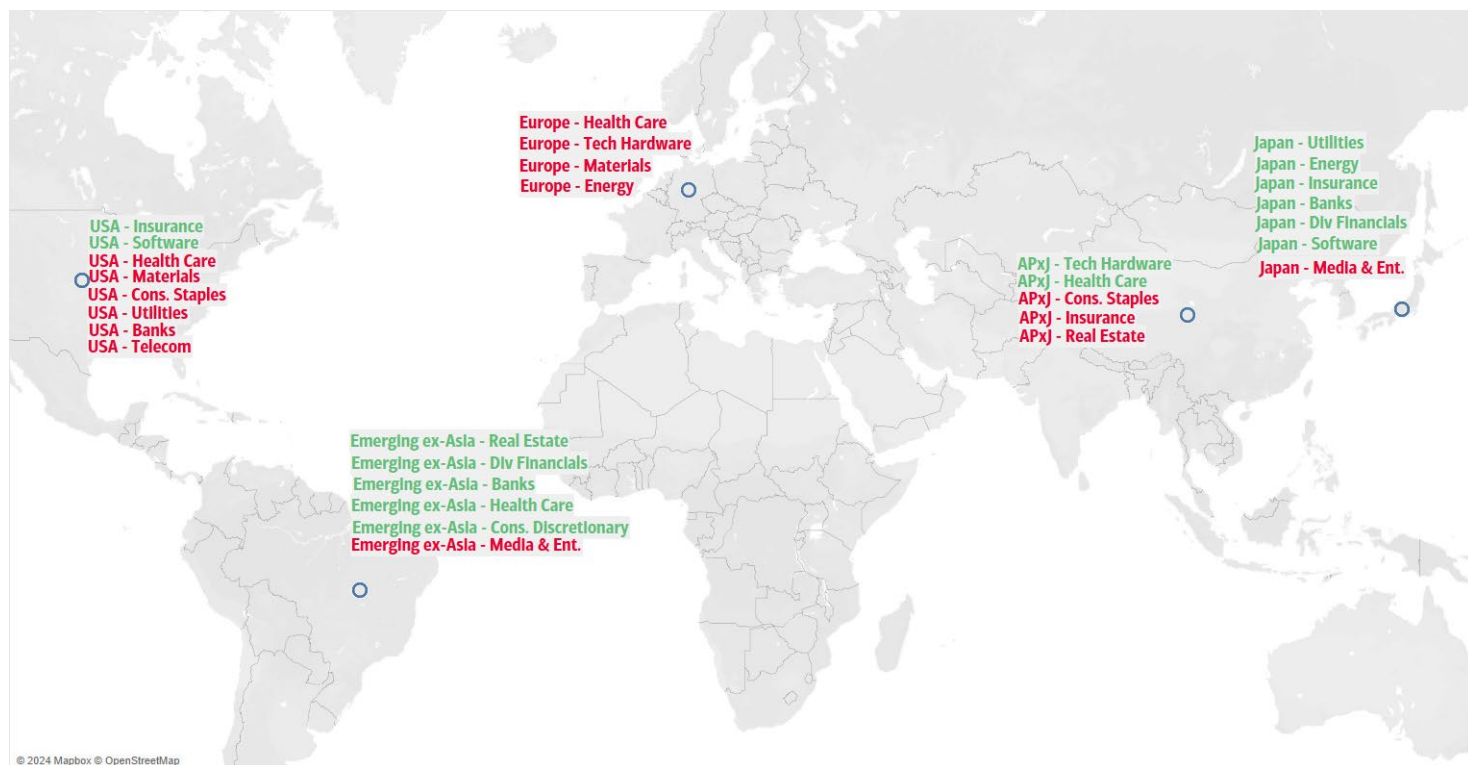 Europe - Health Care
Europe - Tech Hardware
Europe - Materials
Europe - Energy
Japan - Utilities
Japan - Energy
Japan - Insurance
Japan - Banks
Japan - Div Financials
Japan - Software
Japan - Media & Ent.
USA - Insurance
USA - Software
USA - Health Care
USA - Materials
USA - Cons. Staples
USA - Utilities
USA - Banks
USA - Telecom
APxJ - Tech Hardware
APxJ - Health Care
APxJ - Cons. Staples
APxJ - Insurance
APxJ - Real Estate
Emerging ex-Asia - Real Estate
Emerging ex-Asia - Div Financials
Emerging ex-Asia - Banks
Emerging ex-Asia - Health Care
Emerging ex-Asia - Cons. Discretionary
Emerging ex-Asia - Media & Ent.
© 2024 Mapbox © OpenStreetMap